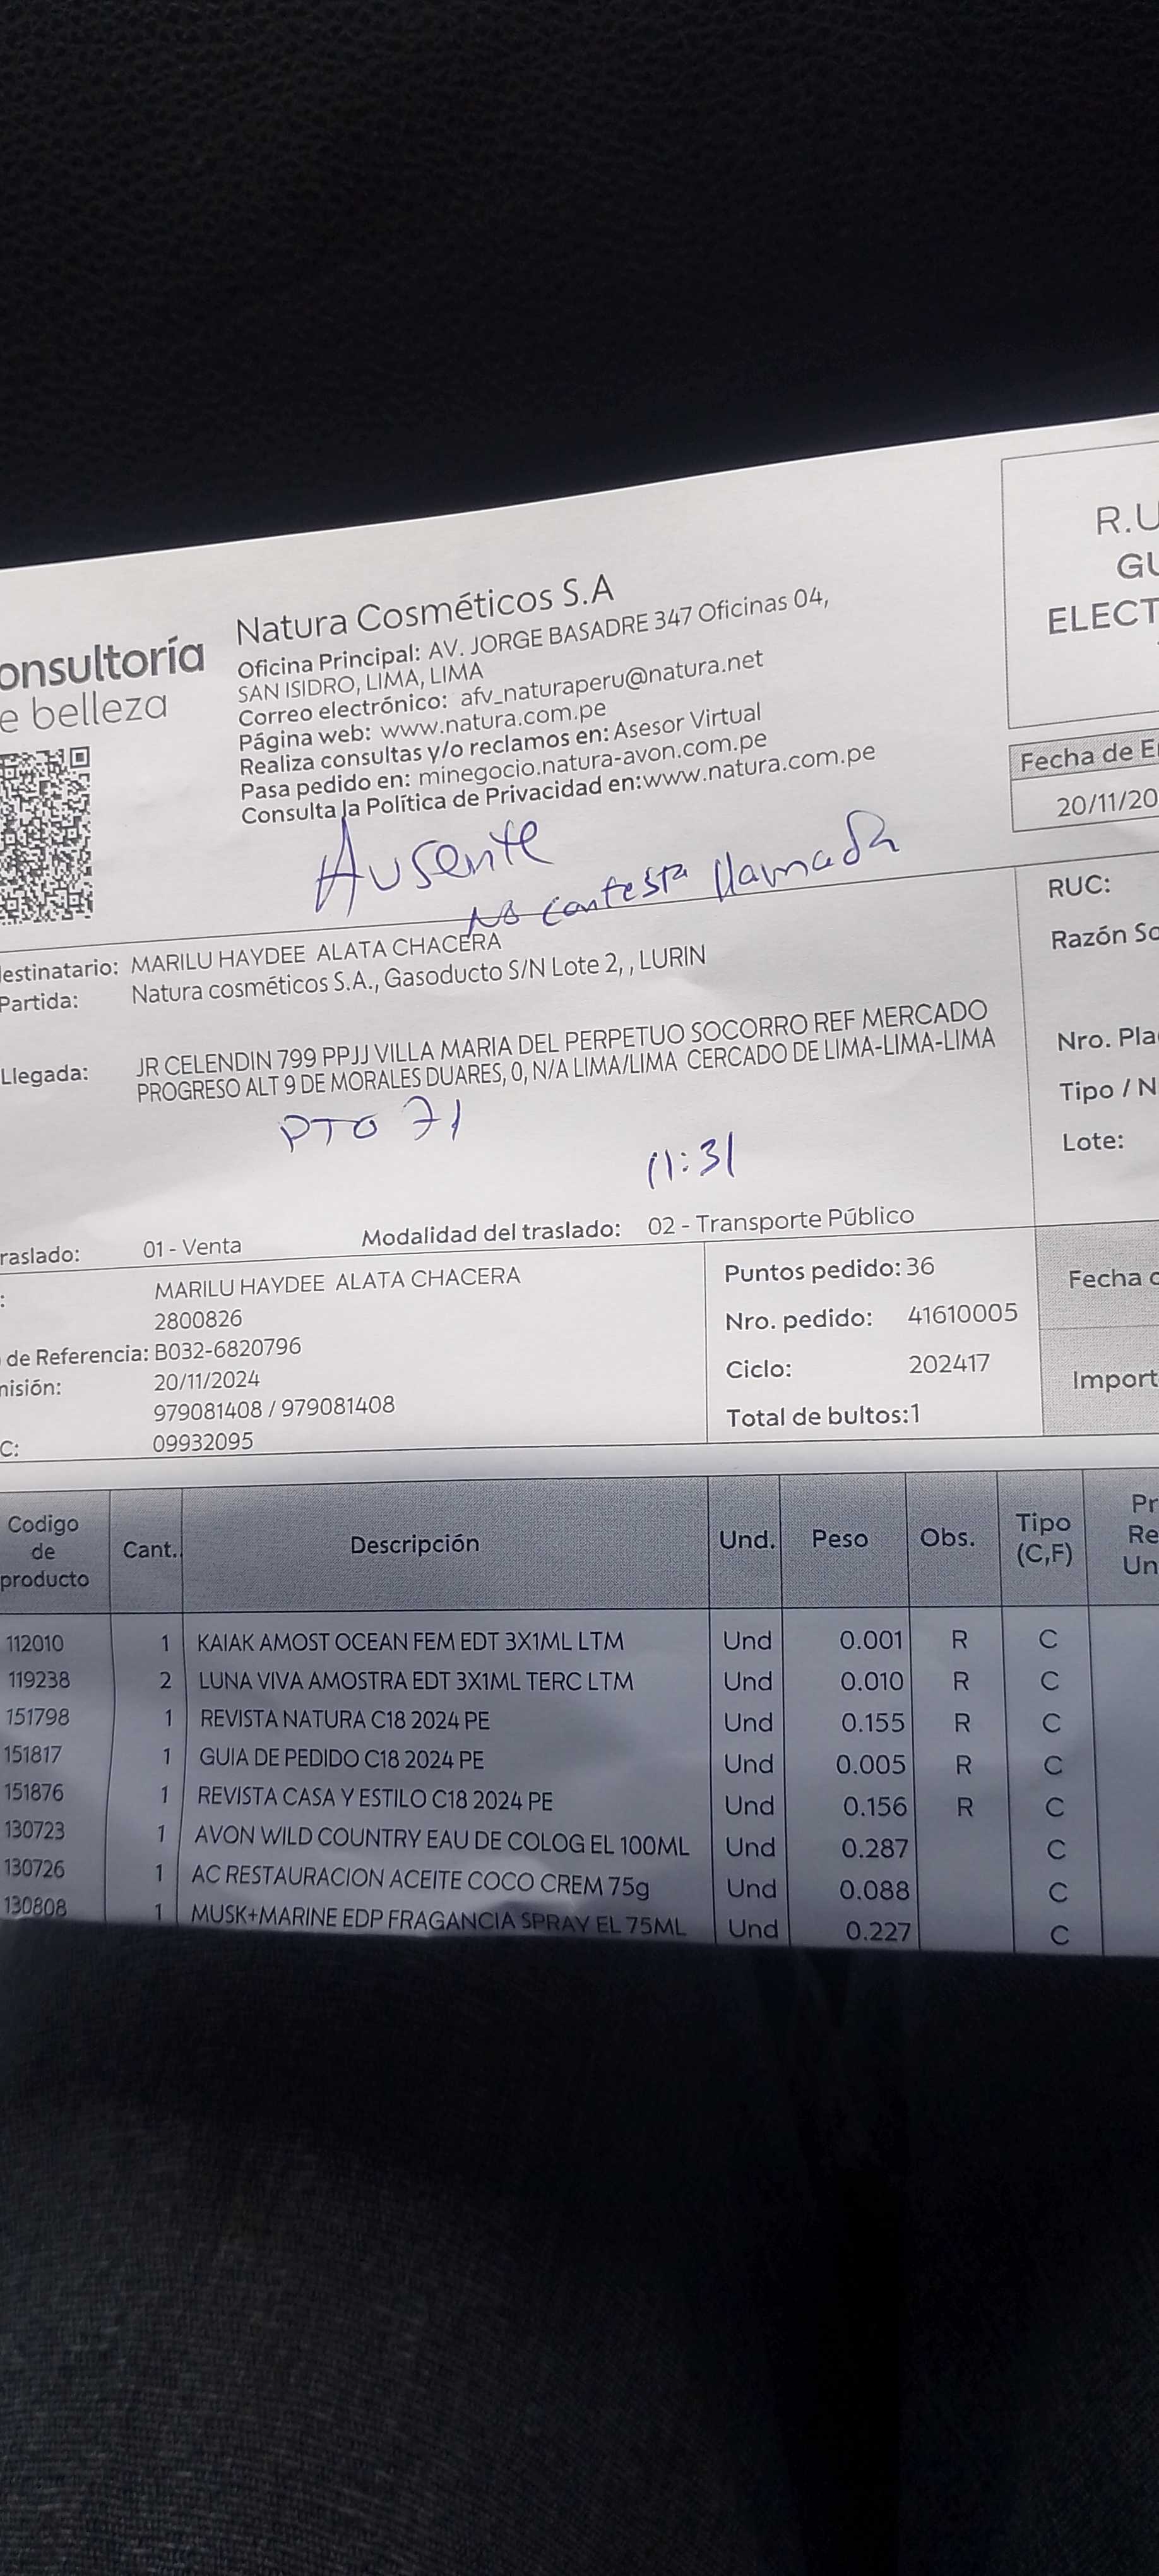 onsultoría
e belleza
Natura Cosméticos S.A
Oficina Principal: AV. JORGE BASADRE 347 Oficinas 04,
SAN ISIDRO, LIMA, LIMA
Correo electrónico: afv_naturaperu@natura.net
Página web: www.natura.com.pe
Realiza consultas y/o reclamos en: Asesor Virtual
Pasa pedido en: minegocio.natura-avon.com.pe
Consulta la Política de Privacidad en:www.natura.com.pe
R.U
GU
ELECT
Fecha de E
20/11/20
Ausente
No contesta llamada
estinatario: MARILU HAYDEE ALATA CHACERA
Partida: Natura cosméticos S.A., Gasoducto S/N Lote 2, , LURIN
Llegada: JR CELENDIN 799 PPJJ VILLA MARIA DEL PERPETUO SOCORRO REF MERCADO
PROGRESO ALT 9 DE MORALES DUARES, 0, N/A LIMA/LIMA CERCADO DE LIMA-LIMA-LIMA
PTO 71
11:31
RUC:
Razón So
Nro. Pla
Tipo / N
Lote:
raslado: 01 - Venta Modalidad del traslado: 02 - Transporte Público
: MARILU HAYDEE ALATA CHACERA
2800826
de Referencia: B032-6820796
misión: 20/11/2024
979081408 / 979081408
C: 09932095
Puntos pedido: 36
Nro. pedido: 41610005
Ciclo: 202417
Total de bultos:1
Fecha
Import
Codigo de producto Cant. Descripción Und. Peso Obs. Tipo (C,F) Pr Re Un
112010 1 KAIAK AMOST OCEAN FEM EDT 3X1ML LTM Und 0.001 R C
119238 2 LUNA VIVA AMOSTRA EDT 3X1ML TERC LTM Und 0.010 R C
151798 1 REVISTA NATURA C18 2024 PE Und 0.155 R C
151817 1 GUIA DE PEDIDO C18 2024 PE Und 0.005 R C
151876 1 REVISTA CASA Y ESTILO C18 2024 PE Und 0.156 R C
130723 1 AVON WILD COUNTRY EAU DE COLOG EL 100ML Und 0.287 C
130726 1 AC RESTAURACION ACEITE COCO CREM 75g Und 0.088 C
130808 1 MUSK+MARINE EDP FRAGANCIA SPRAY EL 75ML Und 0.227 C